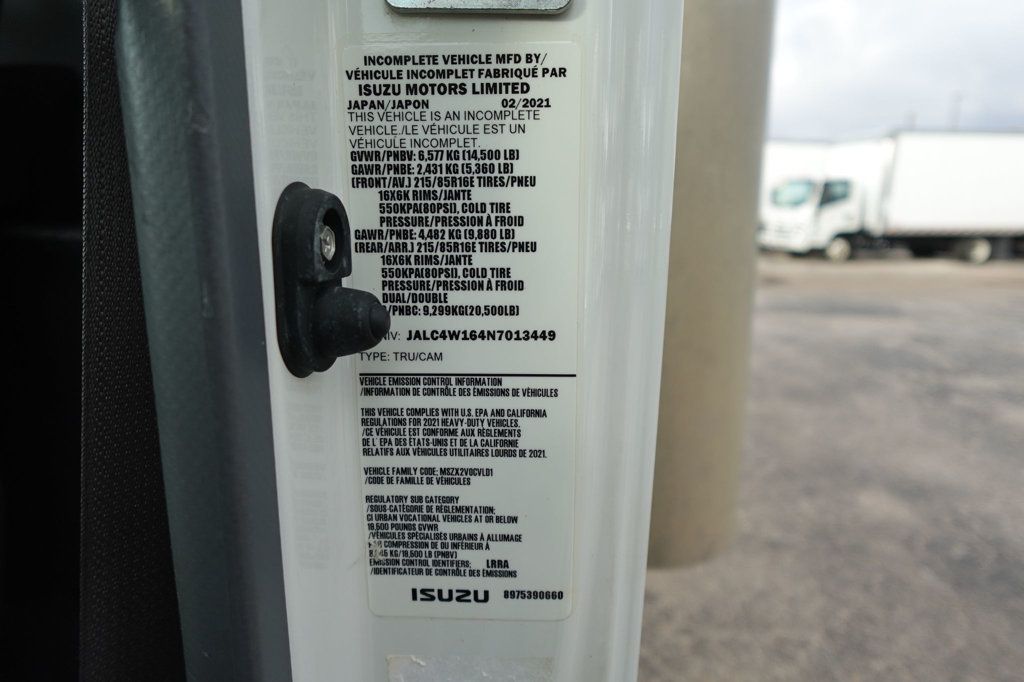 INCOMPLETE VEHICLE MFD BY/
VÉHICULE INCOMPLET FABRIQUÉ PAR
ISUZU MOTORS LIMITED
JAPAN/JAPON 02/2021
THIS VEHICLE IS AN INCOMPLETE
VEHICLE./LE VÉHICULE EST UN
VÉHICULE INCOMPLET.
GVWR/PNBV: 6,577 KG (14,500 LB)
GAWR/PNBE: 2,431 KG (5,360 LB)
(FRONT/AV.) 215/85R16E TIRES/PNEU
16X6K RIMS/JANTE
550KPA(80PSI), COLD TIRE
PRESSURE/PRESSION À FROID
GAWR/PNBE: 4,482 KG (9,880 LB)
(REAR/ARR.) 215/85R16E TIRES/PNEU
16X6K RIMS/JANTE
550KPA(80PSI), COLD TIRE
PRESSURE/PRESSION À FROID
DUAL/DOUBLE
/PNBC: 9,299KG(20,500LB)
NIV: JALC4W164N7013449
TYPE: TRU/CAM
VEHICLE EMISSION CONTROL INFORMATION
/INFORMATION DE CONTRÔLE DES ÉMISSIONS DE VÉHICULES
THIS VEHICLE COMPLIES WITH U.S. EPA AND CALIFORNIA
REGULATIONS FOR 2021 HEAVY-DUTY VEHICLES.
/CE VÉHICULE EST CONFORME AUX RÈGLEMENTS
DE L' EPA DES ÉTATS-UNIS ET DE LA CALIFORNIE
RELATIFS AUX VÉHICULES UTILITAIRES LOURDS DE 2021.
VEHICLE FAMILY CODE: MSZX2VOCVLD1
/CODE DE FAMILLE DE VÉHICULES
REGULATORY SUB CATEGORY
/SOUS-CATÉGORIE DE RÉGLEMENTATION:
CI URBAN VOCATIONAL VEHICLES AT OR BELOW
19,500 POUNDS GVWR
/VÉHICULES SPÉCIALISÉS URBAINS À ALLUMAGE
COMPRESSION DE OU INFÉRIEUR À
KG/19,500 LB (PNBV)
EMISSION CONTROL IDENTIFIERS: LRRA
/IDENTIFICATEUR DE CONTRÔLE DES ÉMISSIONS
ISUZU 8975390660